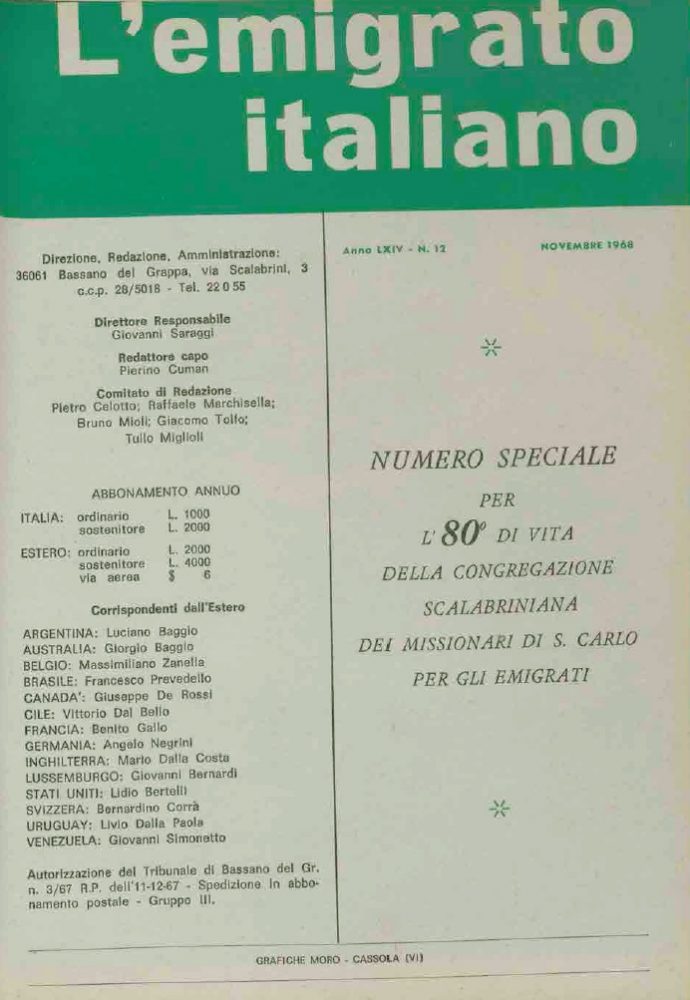 L'emigrato
italiano
Direzione, Redazione, Amministrazione:
36061 Bassano del Grappa, via Scalabrini, 3
c.c.p. 28/5018 - Tel. 22 0 55
Direttore Responsabile
Giovanni Saraggi
Redattore capo
Pierino Cuman
Comitato di Redazione
Pietro Celotto; Raffaele Marchisella;
Bruno Mioli; Giacomo Tolfo;
Tullo Miglioli
ABBONAMENTO ANNUO
ITALIA: ordinario L. 1000
sostenitore L. 2000
ESTERO: ordinario L. 2000
sostenitore L. 4000
via aerea $ 6
Corrispondenti dall'Estero
ARGENTINA: Luciano Baggio
AUSTRALIA: Giorgio Baggio
BELGIO: Massimiliano Zanella
BRASILE: Francesco Prevedello
CANADA': Giuseppe De Rossi
CILE: Vittorio Dal Bello
FRANCIA: Benito Gallo
GERMANIA: Angelo Negrini
INGHILTERRA: Mario Dalla Costa
LUSSEMBURGO: Giovanni Bernardi
STATI UNITI: Lidio Bertelli
SVIZZERA: Bernardino Corrà
URUGUAY: Livio Dalla Paola
VENEZUELA: Giovanni Simonetto
Autorizzazione del Tribunale di Bassano del Gr.
n. 3/67 R.P. dell'11-12-67 - Spedizione in abbo-
namento postale - Gruppo III.
Anno LXIV - N. 12 NOVEMBRE 1968
NUMERO SPECIALE
PER
L' 80° DI VITA
DELLA CONGREGAZIONE
SCALABRINIANA
DEI MISSIONARI DI S. CARLO
PER GLI EMIGRATI
GRAFICHE MORO - CASSOLA (VI)